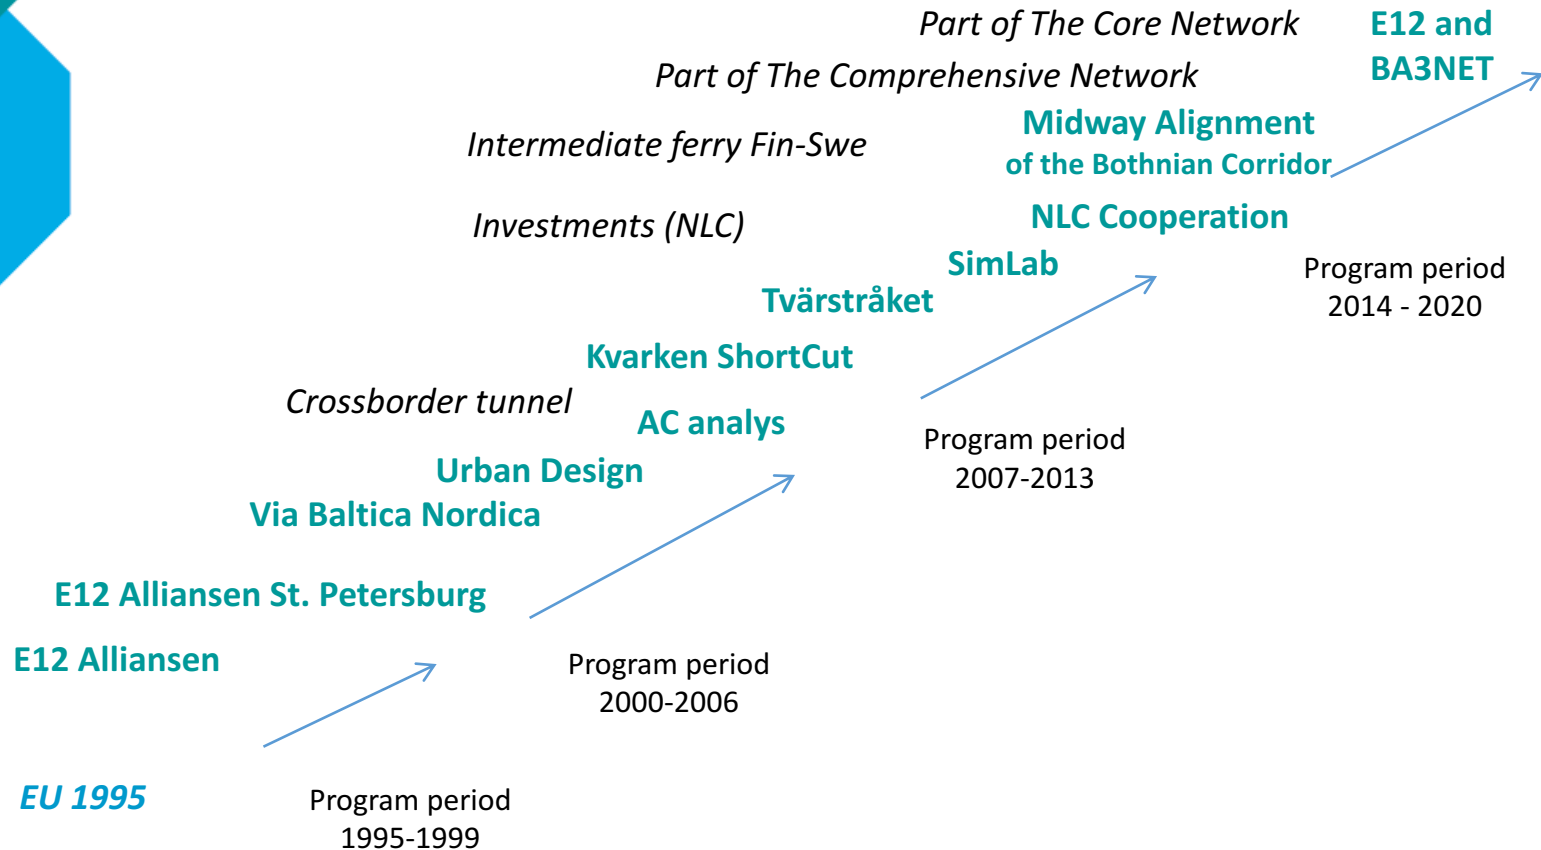 Part of The Core Network
E12 and
BA3NET
Part of The Comprehensive Network
Midway Alignment
of the Bothnian Corridor
Intermediate ferry Fin-Swe
NLC Cooperation
Investments (NLC)
SimLab
Program period
2014 - 2020
Tvärstråket
Kvarken ShortCut
Crossborder tunnel
AC analys
Program period
2007-2013
Urban Design
Via Baltica Nordica
E12 Alliansen St. Petersburg
E12 Alliansen
Program period
2000-2006
EU 1995
Program period
1995-1999